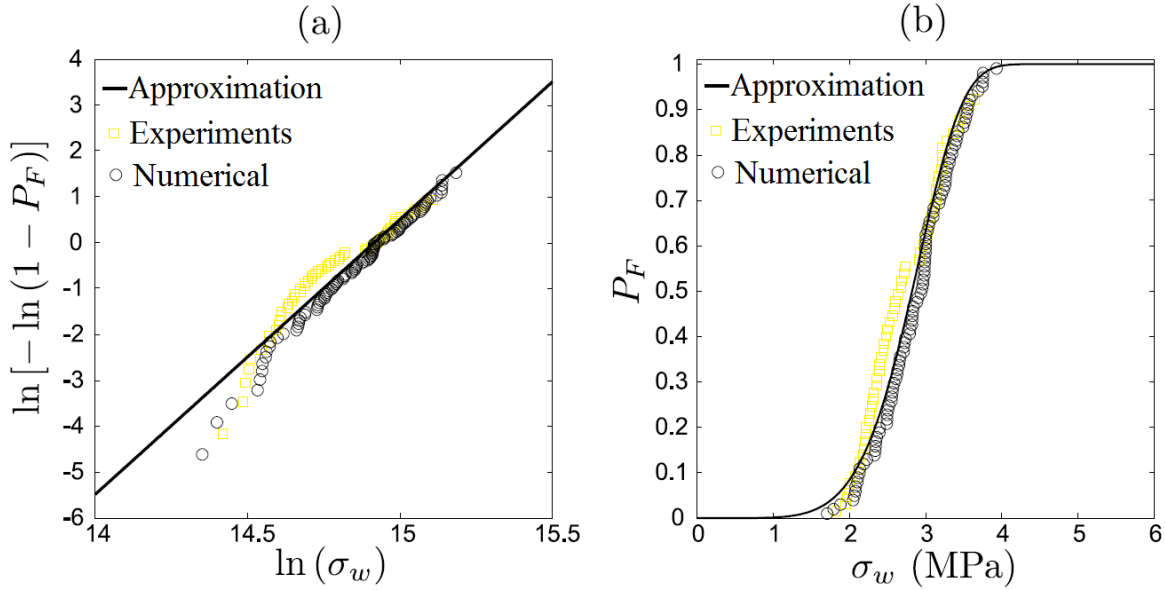 (a)
4
3
2
1
0
-1
-2
-3
-4
-5
-6
ln [− ln (1 − P_F)]
Approximation
Experiments
Numerical
14 14.5 15 15.5
ln (σ_w)
(b)
1
0.9
0.8
0.7
0.6
0.5
0.4
0.3
0.2
0.1
0
P_F
Approximation
Experiments
Numerical
0 1 2 3 4 5 6
σ_w (MPa)